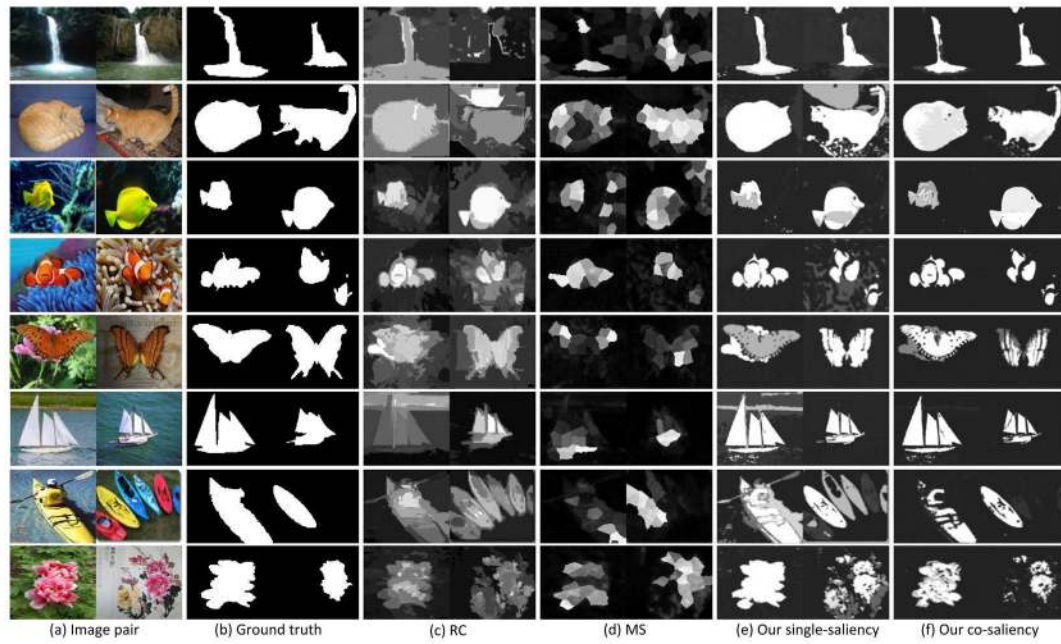 (a) Image pair
(b) Ground truth
(c) RC
(d) MS
(e) Our single-saliency
(f) Our co-saliency